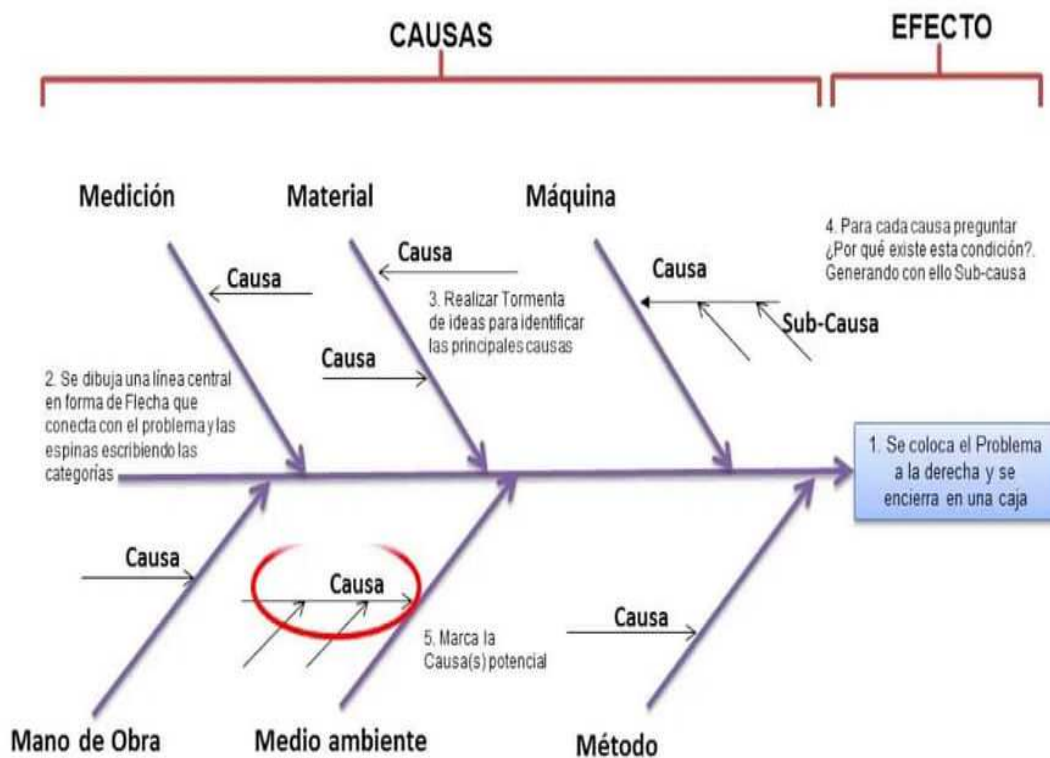 CAUSAS
EFECTO
Medición
Material
Máquina
4. Para cada causa preguntar
¿Por qué existe esta condición?.
Generando con ello Sub-causa
Causa
Causa
Causa
3. Realizar Tormenta
de ideas para identificar
las principales causas
Sub-Causa
Causa
2. Se dibuja una línea central
en forma de Flecha que
conecta con el problema y las
espinas escribiendo las
categorías
1. Se coloca el Problema
a la derecha y se
encierra en una caja
Causa
Causa
Causa
5. Marca la
Causa(s) potencial
Mano de Obra
Medio ambiente
Método